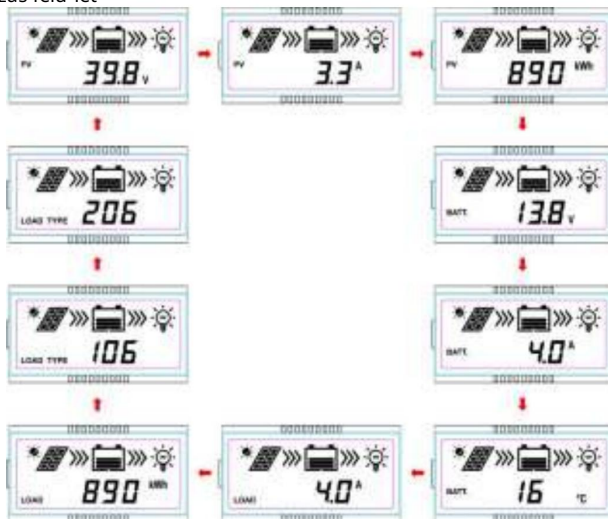 PV 39.8 V
PV 3.3 A
PV 890 kWh
LOAD TYPE 206
BATT. 13.8 V
LOAD TYPE 106
BATT. 4.0 A
LOAD 890 kWh
LOAD 4.0 A
BATT. 16 °C